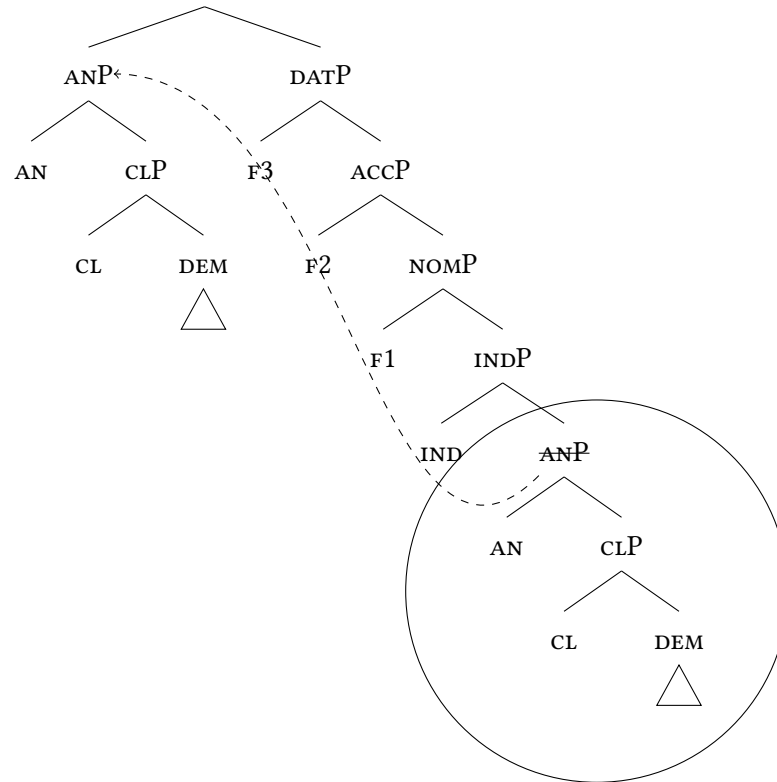 ANP DATP
AN CLP F3 ACCP
CL DEM F2 NOMP
F1 INDP
IND ANP
AN CLP
CL DEM